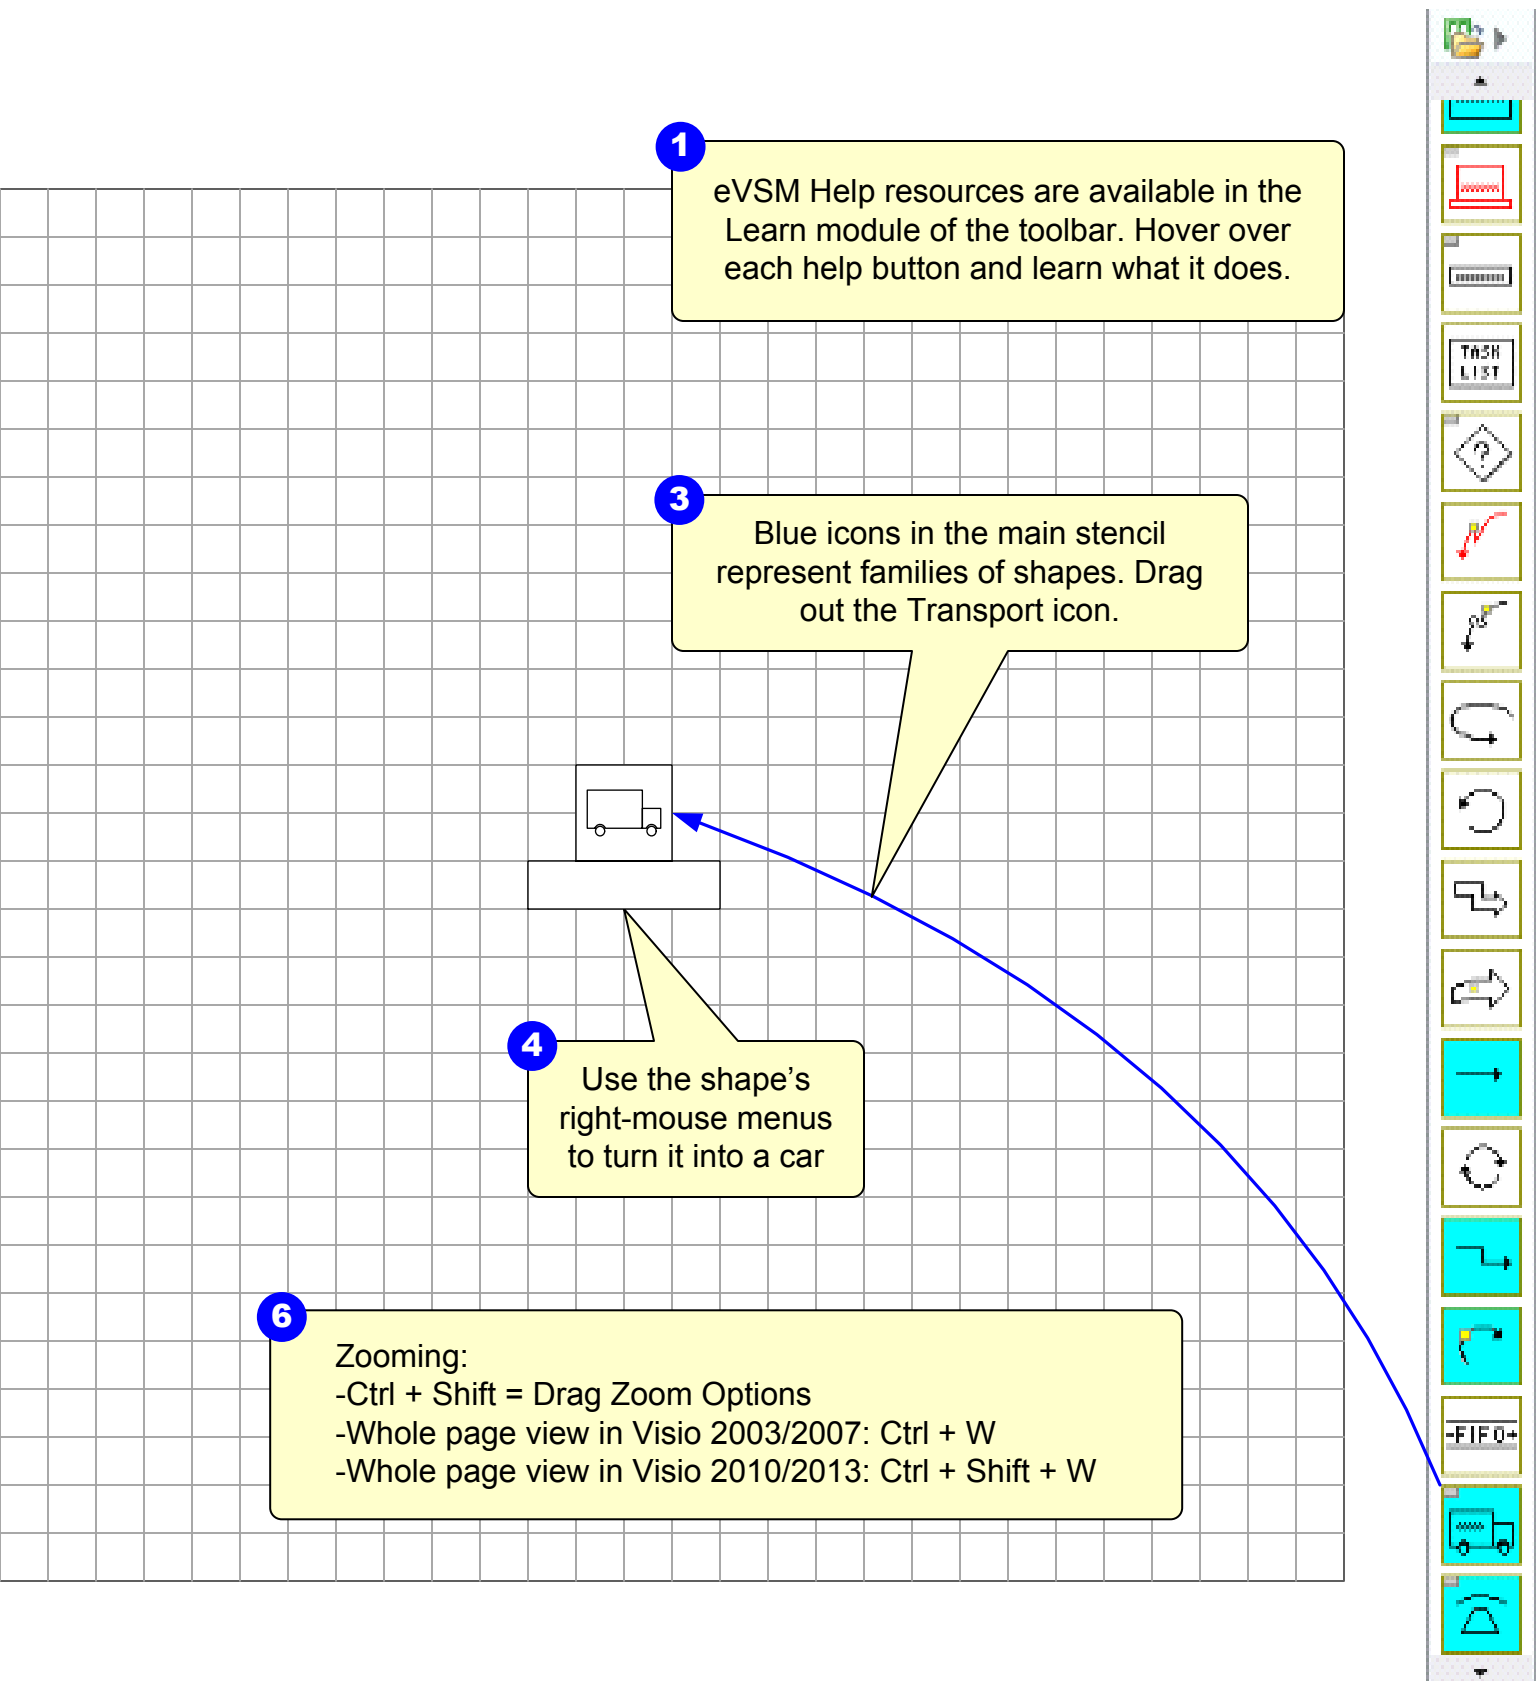 1
eVSM Help resources are available in the
Learn module of the toolbar. Hover over
each help button and learn what it does.
3
Blue icons in the main stencil
represent families of shapes. Drag
out the Transport icon.
4
Use the shape’s
right-mouse menus
to turn it into a car
6
Zooming:
-Ctrl + Shift = Drag Zoom Options
-Whole page view in Visio 2003/2007: Ctrl + W
-Whole page view in Visio 2010/2013: Ctrl + Shift + W
TASK
LIST
?
FIFO